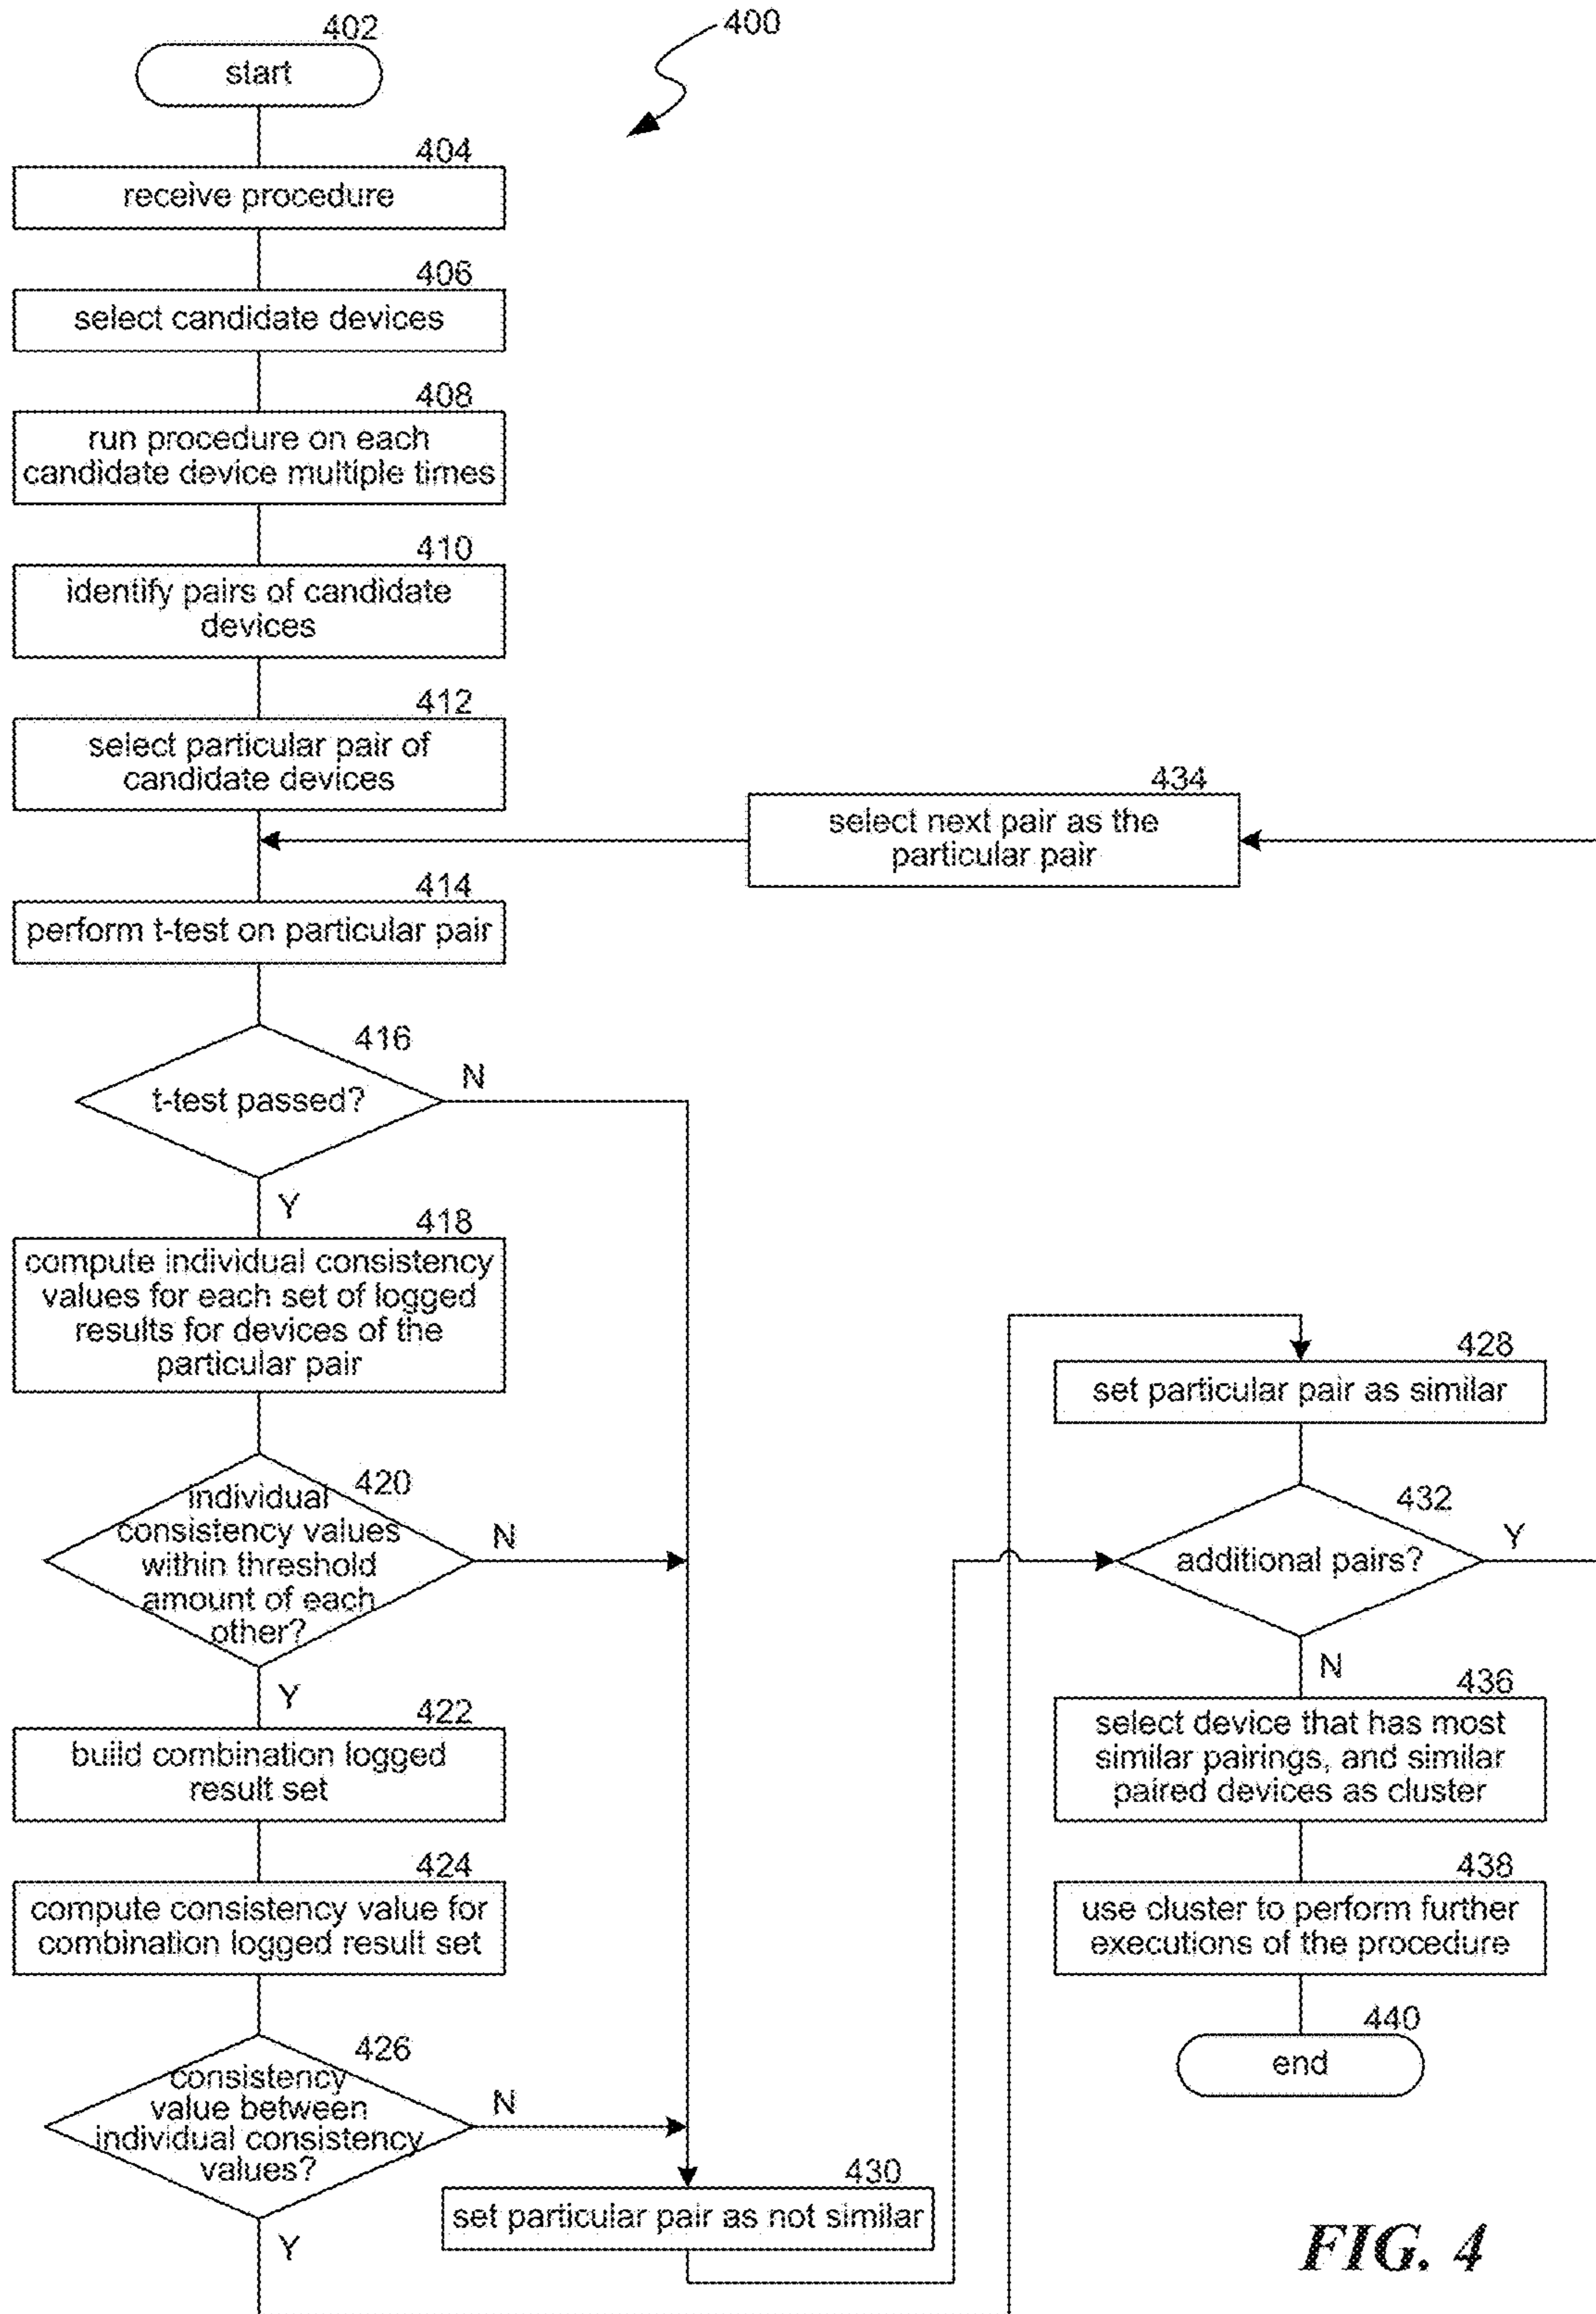 400
402
start
404
receive procedure
406
select candidate devices
408
run procedure on each
candidate device multiple times
410
identify pairs of candidate
devices
412
select particular pair of
candidate devices
434
select next pair as the
particular pair
414
perform t-test on particular pair
416
t-test passed?
N
Y
418
compute individual consistency
values for each set of logged
results for devices of the
particular pair
420
individual
consistency values
within threshold
amount of each
other?
N
Y
422
build combination logged
result set
424
compute consistency value for
combination logged result set
426
consistency
value between
individual consistency
values?
N
Y
430
set particular pair as not similar
428
set particular pair as similar
432
additional pairs?
Y
N
436
select device that has most
similar pairings, and similar
paired devices as cluster
438
use cluster to perform further
executions of the procedure
440
end
FIG. 4